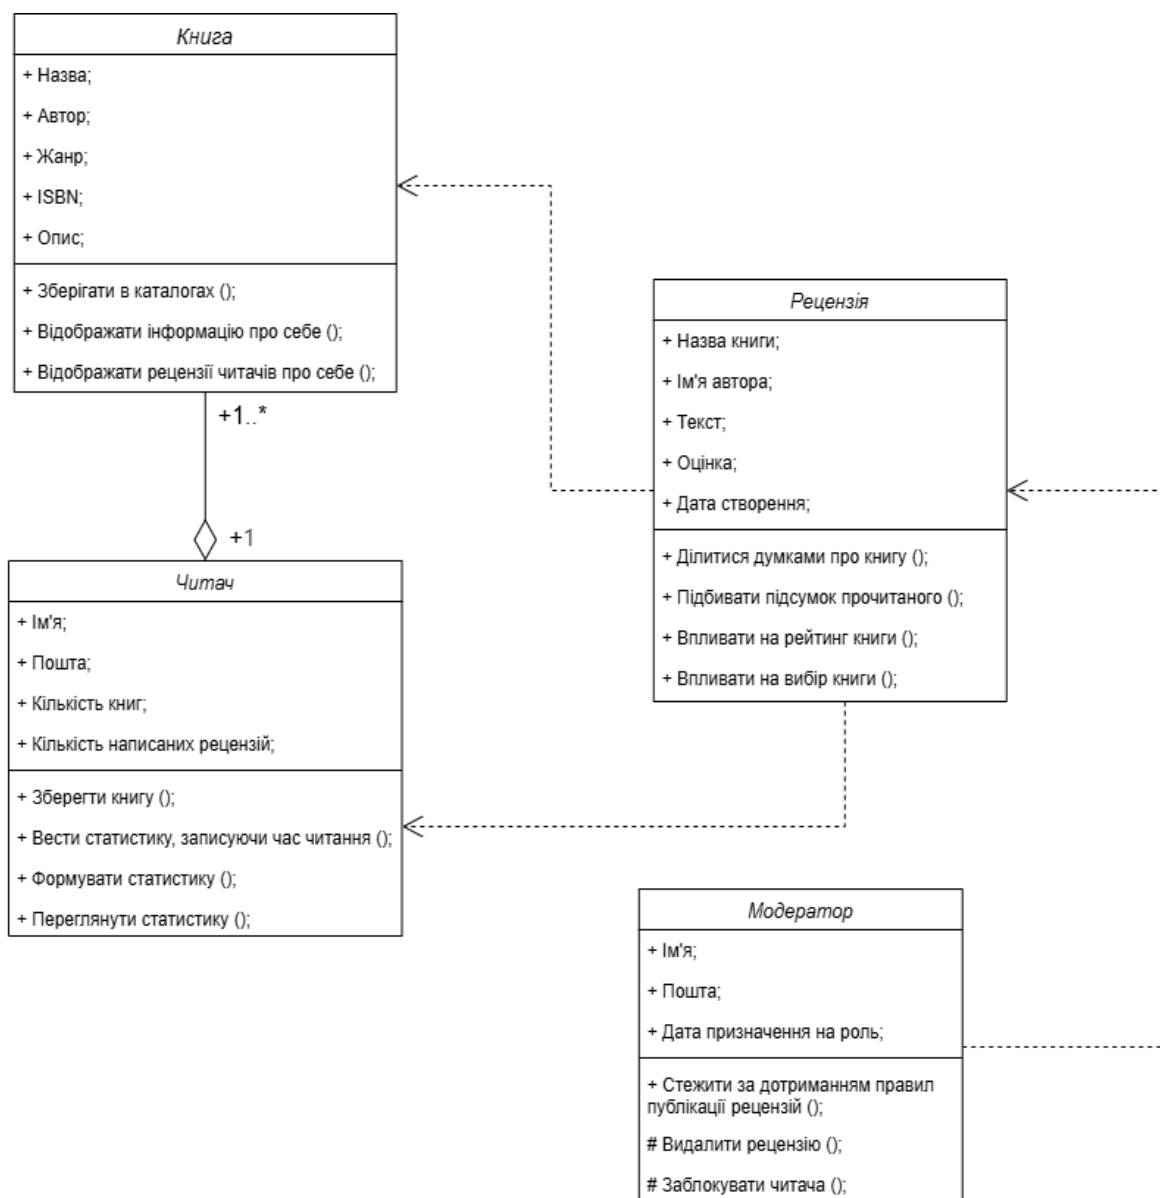 Книга
+ Назва;
+ Автор;
+ Жанр;
+ ISBN;
+ Опис;
+ Зберігати в каталогах ();
+ Відображати інформацію про себе ();
+ Відображати рецензії читачів про себе ();
+1..*
+1
Читач
+ Ім'я;
+ Пошта;
+ Кількість книг;
+ Кількість написаних рецензій;
+ Зберегти книгу ();
+ Вести статистику, записуючи час читання ();
+ Формувати статистику ();
+ Переглянути статистику ();
Рецензія
+ Назва книги;
+ Ім'я автора;
+ Текст;
+ Оцінка;
+ Дата створення;
+ Ділитися думками про книгу ();
+ Підбивати підсумок прочитаного ();
+ Впливати на рейтинг книги ();
+ Впливати на вибір книги ();
Модератор
+ Ім'я;
+ Пошта;
+ Дата призначення на роль;
+ Стежити за дотриманням правил
публікації рецензій ();
# Видалити рецензію ();
# Заблокувати читача ();